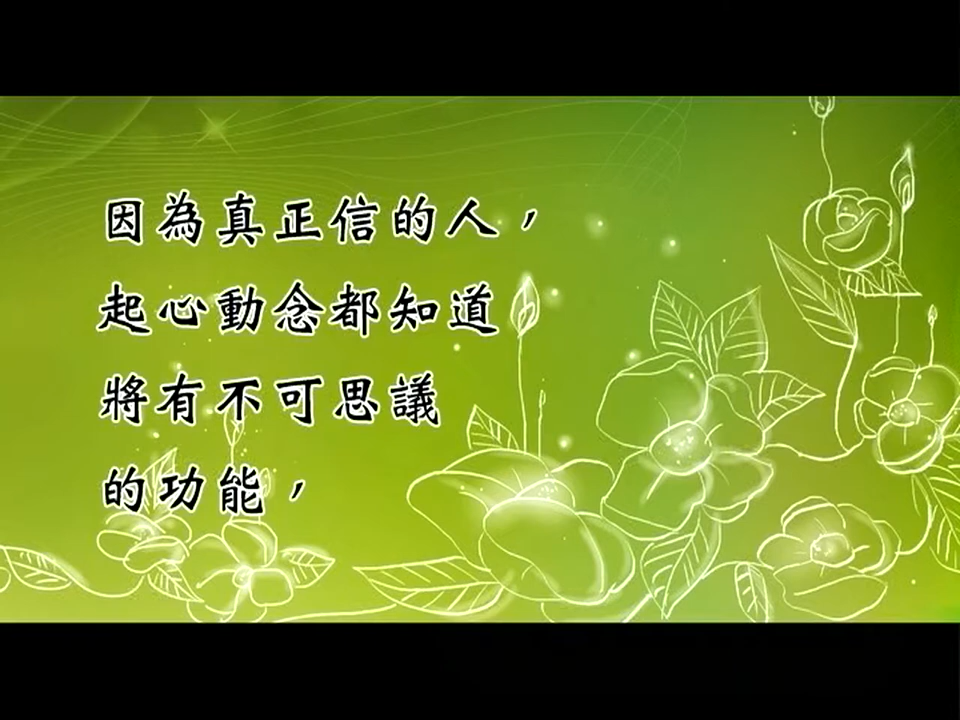 因為真正信的人，
起心動念都知道
將有不可思議
的功能，